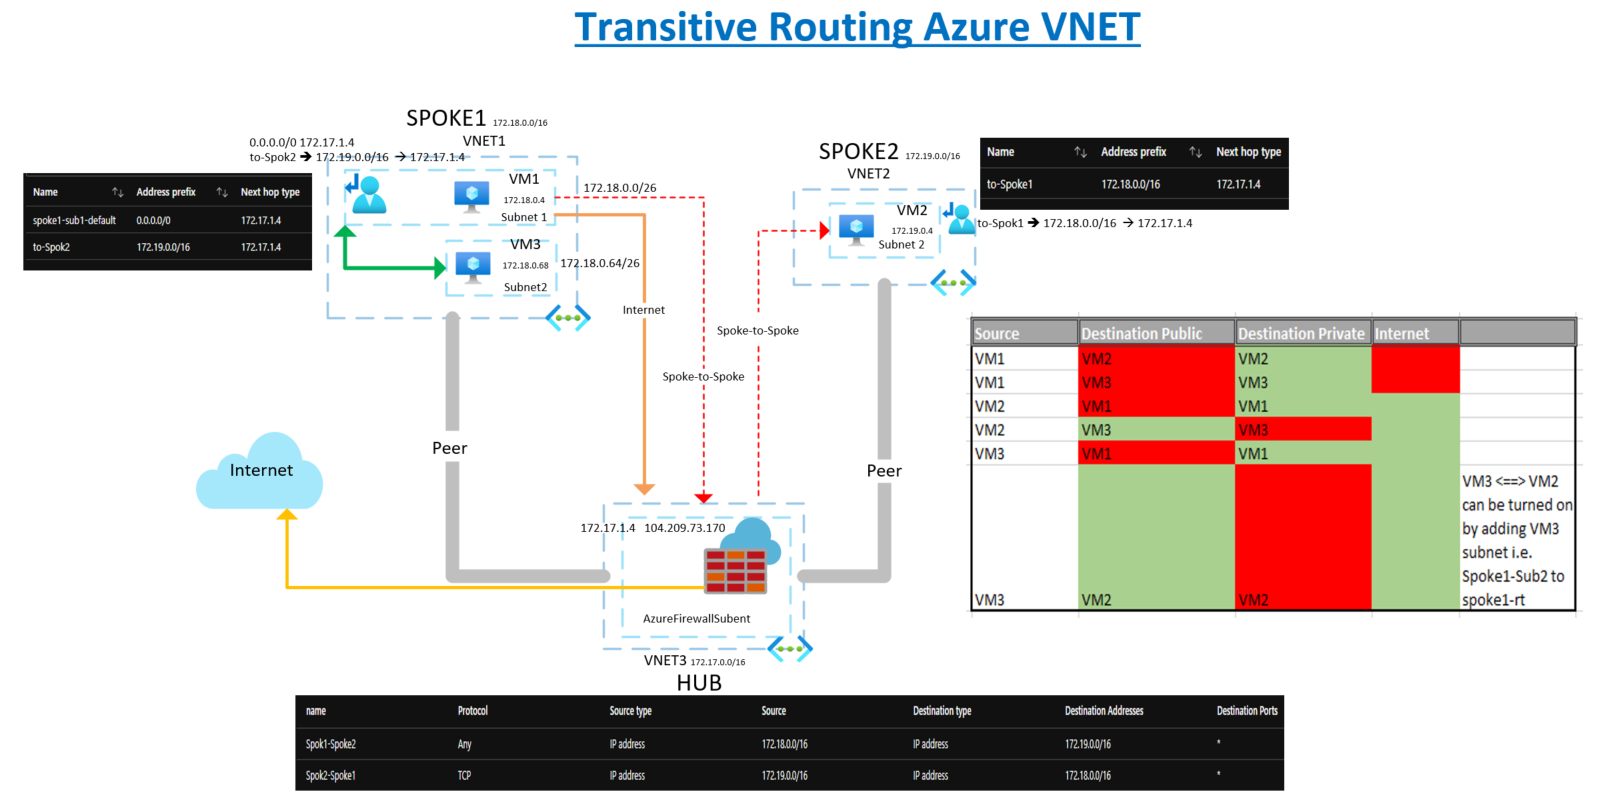 Transitive Routing Azure VNET
SPOKE1 172.18.0.0/16
VNET1
0.0.0.0/0 172.17.1.4
to-Spok2 → 172.19.0.0/16 → 172.17.1.4
Name ↑↓ Address prefix ↑↓ Next hop type
spoke1-sub1-default 0.0.0.0/0 172.17.1.4
to-Spok2 172.19.0.0/16 172.17.1.4
VM1
172.18.0.4
Subnet 1
172.18.0.0/26
VM3
172.18.0.68
Subnet2
172.18.0.64/26
SPOKE2 172.19.0.0/16
VNET2
VM2
172.19.0.4
Subnet 2
Name ↑↓ Address prefix ↑↓ Next hop type
to-Spoke1 172.18.0.0/16 172.17.1.4
to-Spok1 → 172.18.0.0/16 → 172.17.1.4
Internet
Spoke-to-Spoke
Spoke-to-Spoke
Peer
Peer
Internet
Source Destination Public Destination Private Internet
VM1 VM2 VM2
VM1 VM3 VM3
VM2 VM1 VM1
VM2 VM3 VM3
VM3 VM1 VM1
VM3 <==> VM2
can be turned on
by adding VM3
subnet i.e.
Spoke1-Sub2 to
VM3 VM2 VM2 spoke1-rt
172.17.1.4 104.209.73.170
AzureFirewallSubent
VNET3 172.17.0.0/16
HUB
name Protocol Source type Source Destination type Destination Addresses Destination Ports
Spok1-Spoke2 Any IP address 172.18.0.0/16 IP address 172.19.0.0/16 *
Spok2-Spoke1 TCP IP address 172.19.0.0/16 IP address 172.18.0.0/16 *